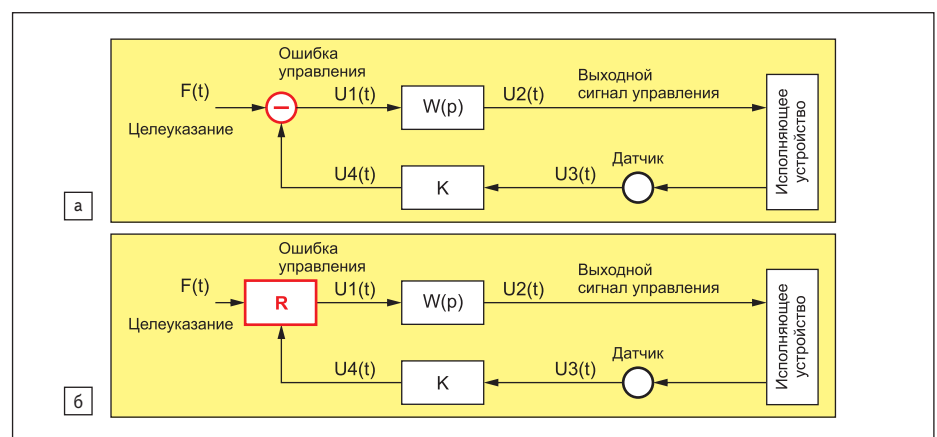 Ошибка
управления
F(t)
U1(t)
W(p)
U2(t)
Выходной
сигнал управления
Целеуказание
–
U4(t)
K
U3(t)
Датчик
Исполняющее
устройство
а
Ошибка
управления
F(t)
R
U1(t)
W(p)
U2(t)
Выходной
сигнал управления
Целеуказание
U4(t)
K
U3(t)
Датчик
Исполняющее
устройство
б